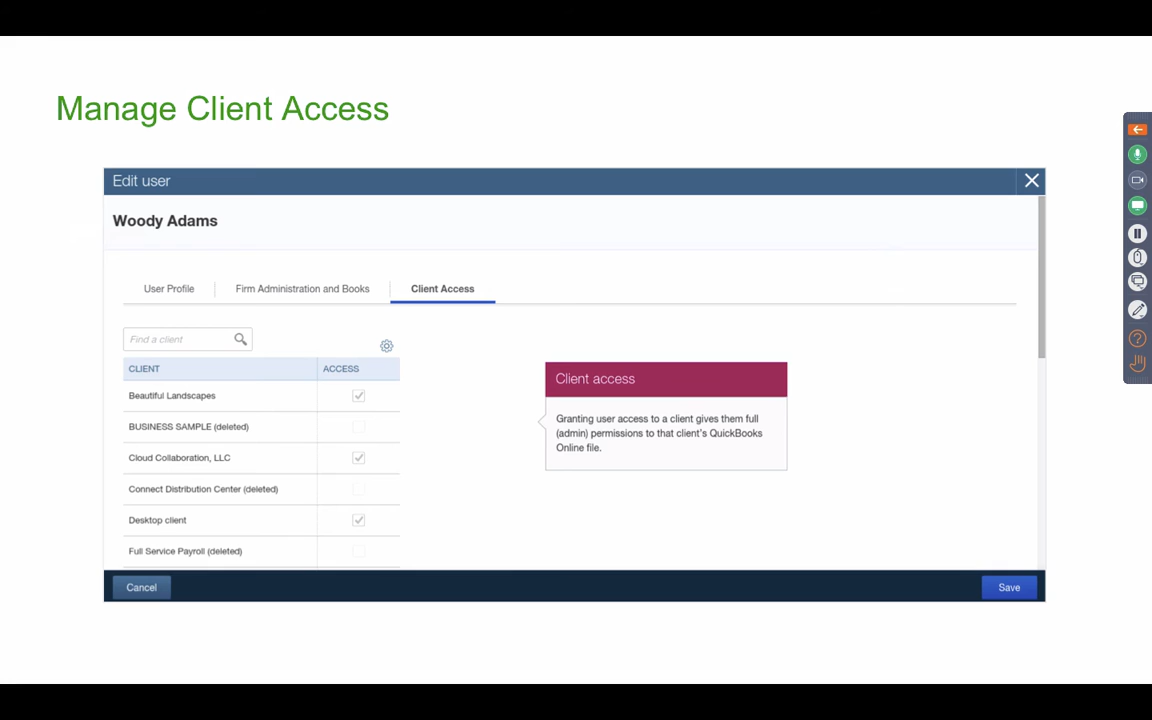 Manage Client Access
Edit user
Woody Adams
User Profile
Firm Administration and Books
Client Access
Find a client
CLIENT
ACCESS
Beautiful Landscapes
BUSINESS SAMPLE (deleted)
Cloud Collaboration, LLC
Connect Distribution Center (deleted)
Desktop client
Full Service Payroll (deleted)
Client access
Granting user access to a client gives them full
(admin) permissions to that client's QuickBooks
Online file.
Cancel
Save